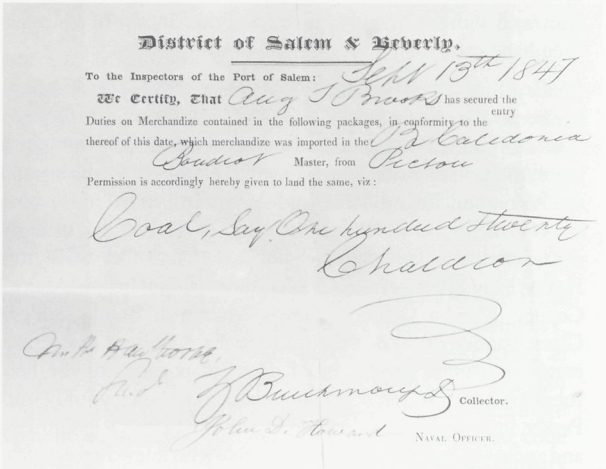 District of Salem & Beverly.
Sept 13th 1847
To the Inspectors of the Port of Salem:
We Certify, That Aug T Brooks has secured the
entry
Duties on Merchandize contained in the following packages, in conformity to the
thereof of this date, which merchandize was imported in the Br Caledonia
Boudrot Master, from Pictou
Permission is accordingly hereby given to land the same, viz:
Coal, Say One hundred & twenty
Chaldron
Hawthorne,
Collector.
John D. Howard NAVAL OFFICER.